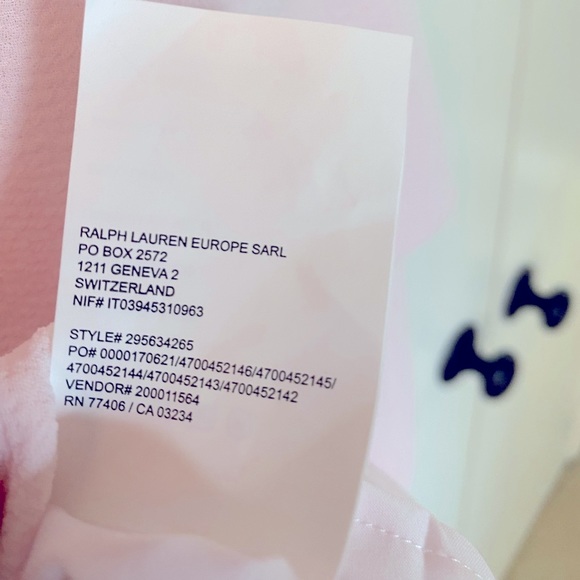 RALPH LAUREN EUROPE SARL
PO BOX 2572
1211 GENEVA 2
SWITZERLAND
NIF# IT03945310963
STYLE# 295634265
PO# 0000170621/4700452146/4700452145/
4700452144/4700452143/4700452142
VENDOR# 200011564
RN 77406 / CA 03234